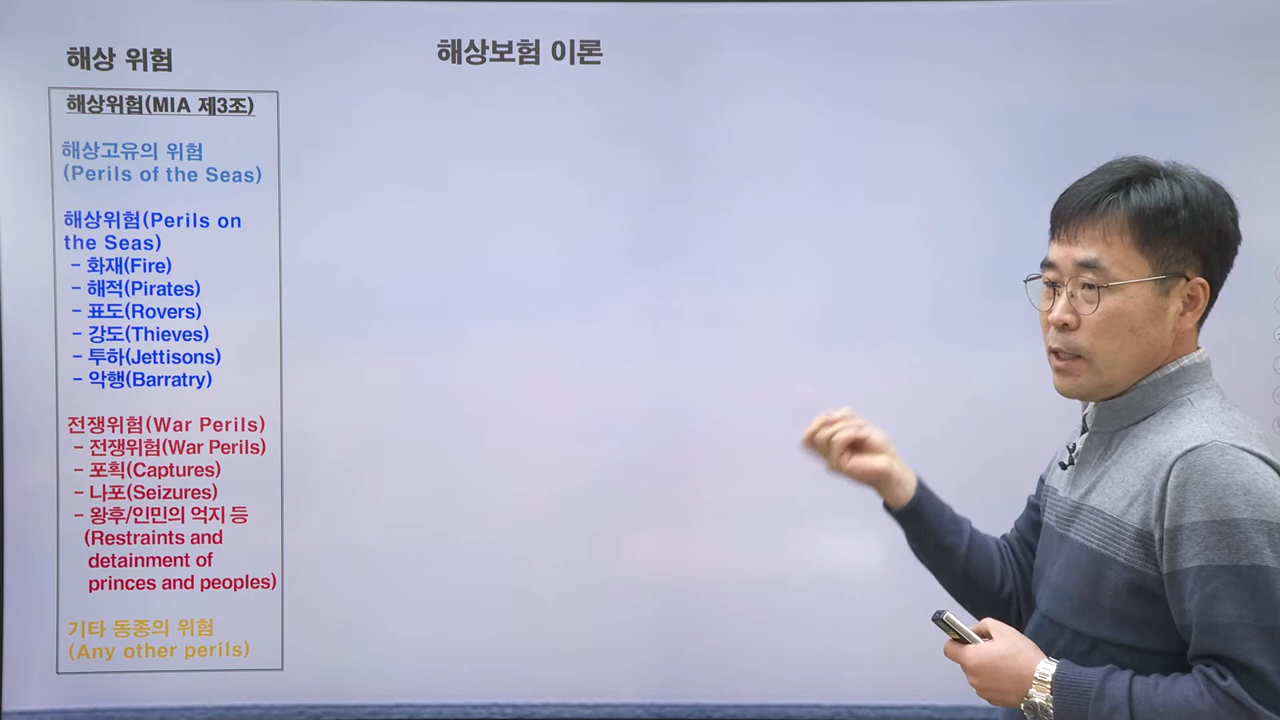 해상 위험
해상보험 이론
해상위험(MIA 제3조)
해상고유의 위험
(Perils of the Seas)
해상위험(Perils on
the Seas)
- 화재(Fire)
- 해적(Pirates)
- 표도(Rovers)
- 강도(Thieves)
- 투하(Jettisons)
- 악행(Barratry)
전쟁위험(War Perils)
- 전쟁위험(War Perils)
- 포획(Captures)
- 나포(Seizures)
- 왕후/인민의 억지 등
(Restraints and
detainment of
princes and peoples)
기타 동종의 위험
(Any other perils)